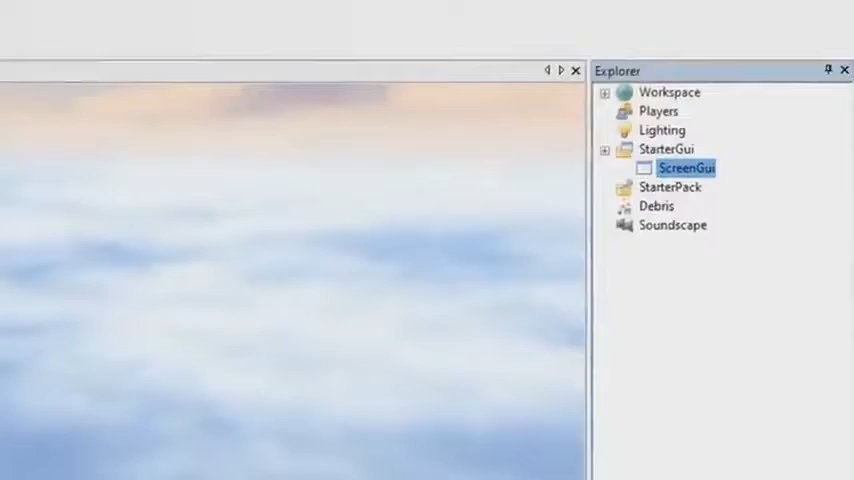 Explorer
Workspace
Players
Lighting
StarterGui
ScreenGui
StarterPack
Debris
Soundscape